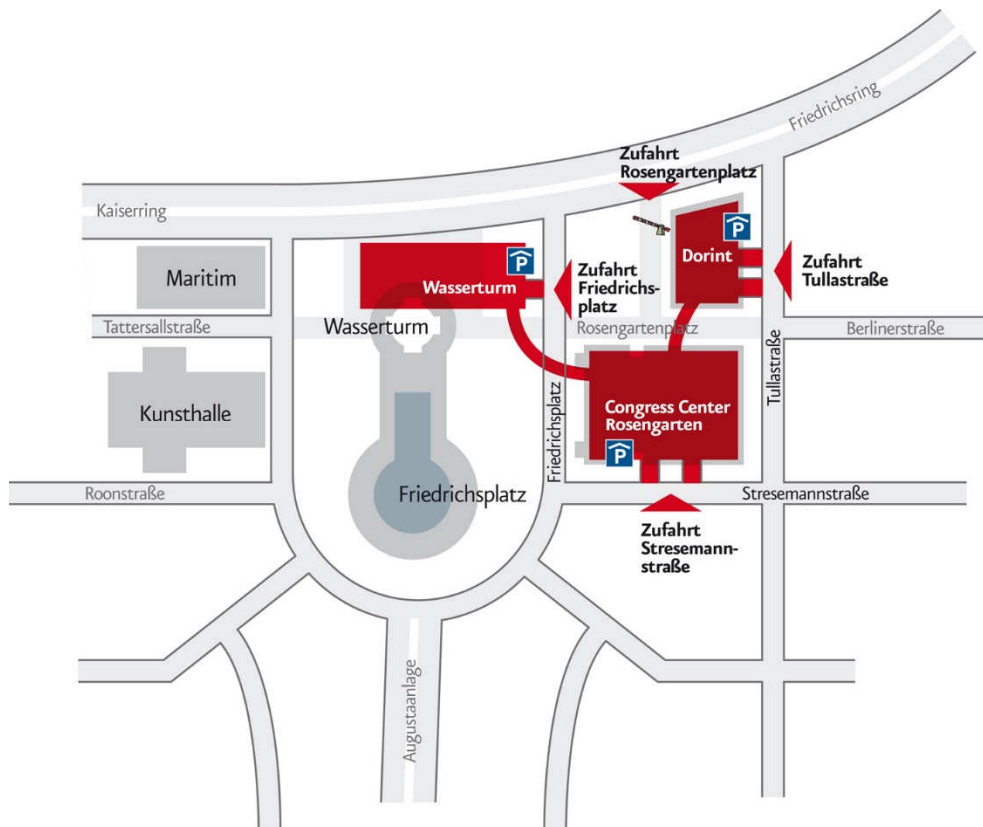 Friedrichsring
Zufahrt
Rosengartenplatz
Kaiserring
P
Dorint
Maritim
P
Wasserturm
Zufahrt
Friedrichs-
platz
Zufahrt
Tullastraße
Tattersallstraße
Wasserturm
Rosengartenplatz
Berlinerstraße
Tullastraße
Kunsthalle
Congress Center
Rosengarten
Friedrichsplatz
P
Roonstraße
Friedrichsplatz
Stresemannstraße
Zufahrt
Stresemann-
straße
Augustaanlage